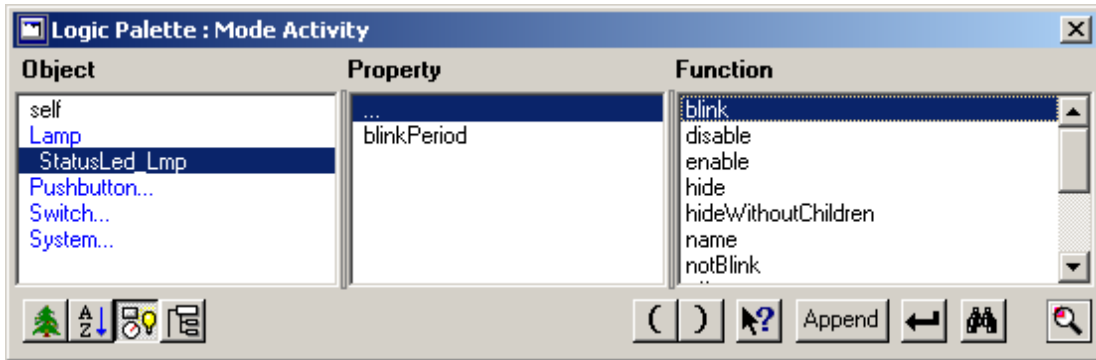 Logic Palette : Mode Activity
Object
Property
Function
self
Lamp
StatusLed_Lmp
Pushbutton...
Switch...
System...
...
blinkPeriod
blink
disable
enable
hide
hideWithoutChildren
name
notBlink
A
Z
( ) ? Append